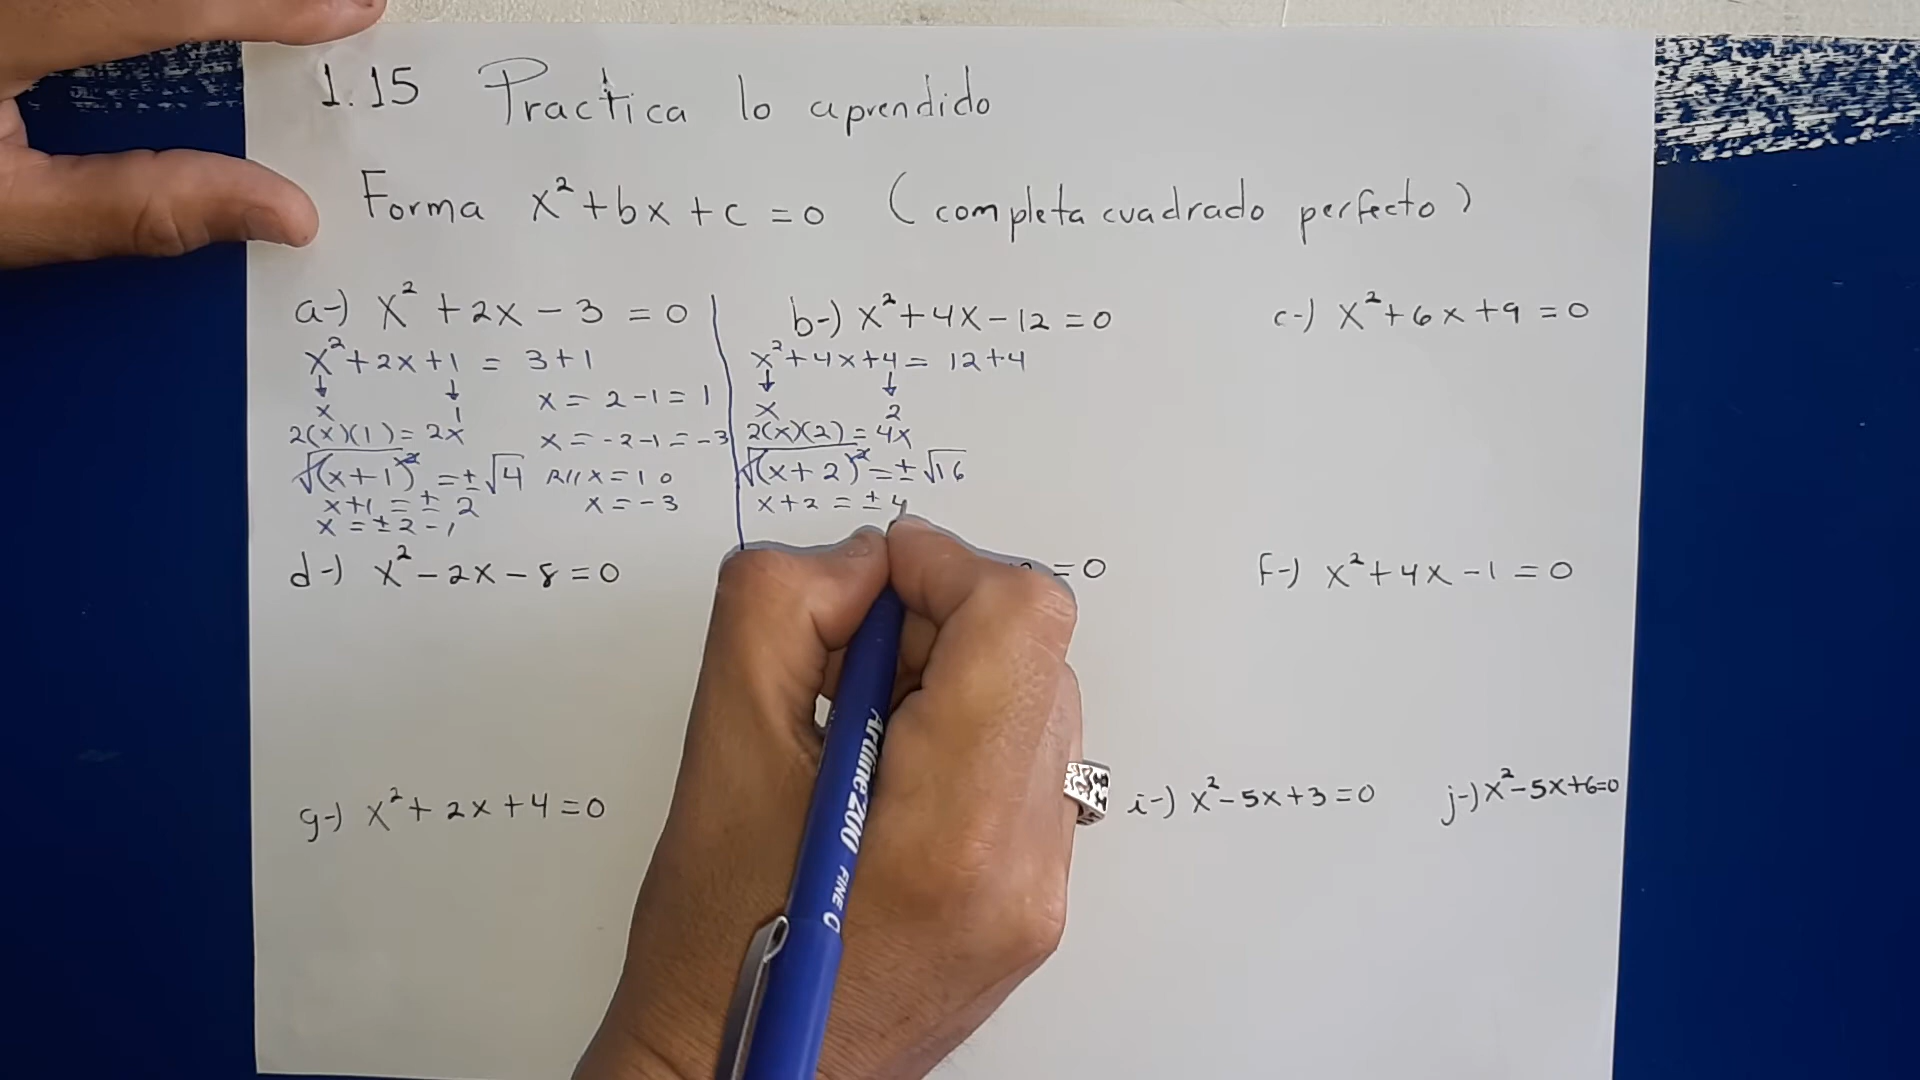 1.15 Practica lo aprendido
Forma x²+bx+c=0 (completa cuadrado perfecto)
a-) x²+2x-3=0
x²+2x+1 = 3+1
↓ ↓
x 1
2(x)(1)=2x
√(x+1)² =±√4
x+1 = ± 2
x = ±2-1
x = 2-1 = 1
x = -2-1 = -3
R// x=1 o
x=-3
b-) x²+4x-12=0
x²+4x+4= 12+4
↓ ↓
x 2
2(x)(2)=4x
√(x+2)²=±√16
x+2 = ±4
c-) x²+6x+9=0
d-) x²-2x-8=0
=0
f-) x²+4x-1=0
g-) x²+2x+4=0
i-) x²-5x+3=0
j-) x²-5x+6=0
Artline 200 FINE 0